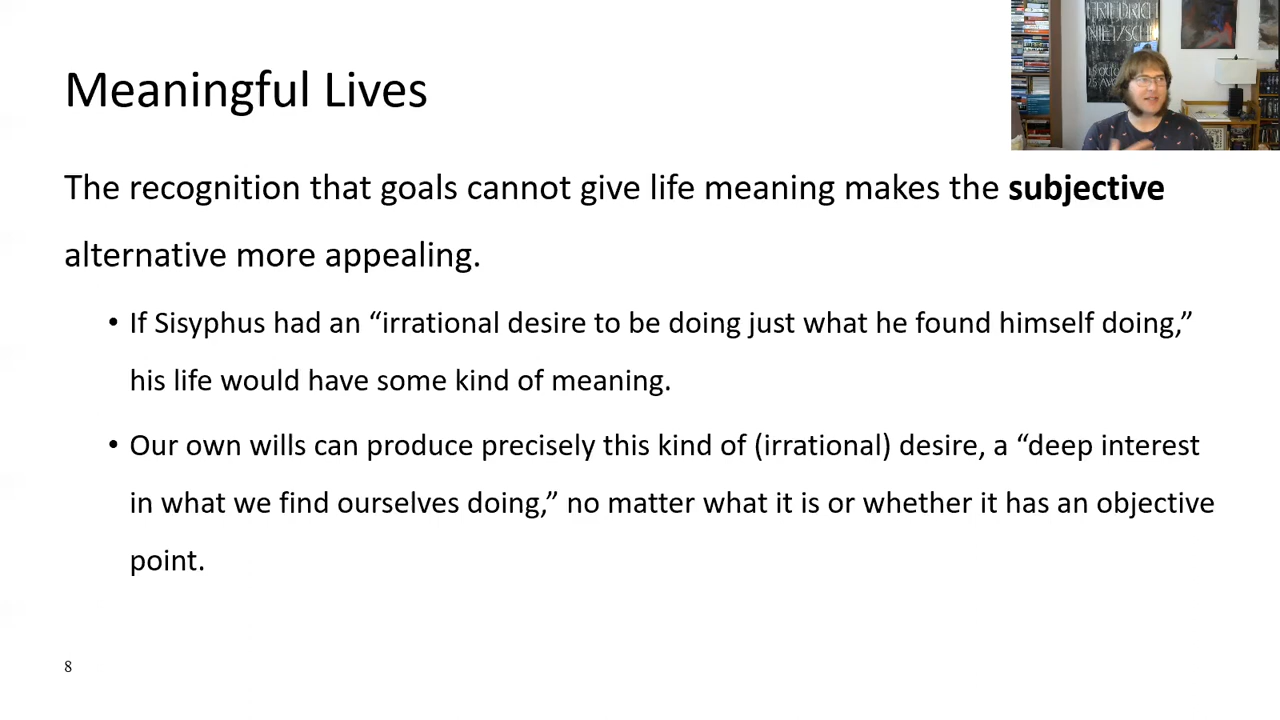 Meaningful Lives
The recognition that goals cannot give life meaning makes the subjective
alternative more appealing.
• If Sisyphus had an “irrational desire to be doing just what he found himself doing,”
his life would have some kind of meaning.
• Our own wills can produce precisely this kind of (irrational) desire, a “deep interest
in what we find ourselves doing,” no matter what it is or whether it has an objective
point.
8
FRIEDRICH